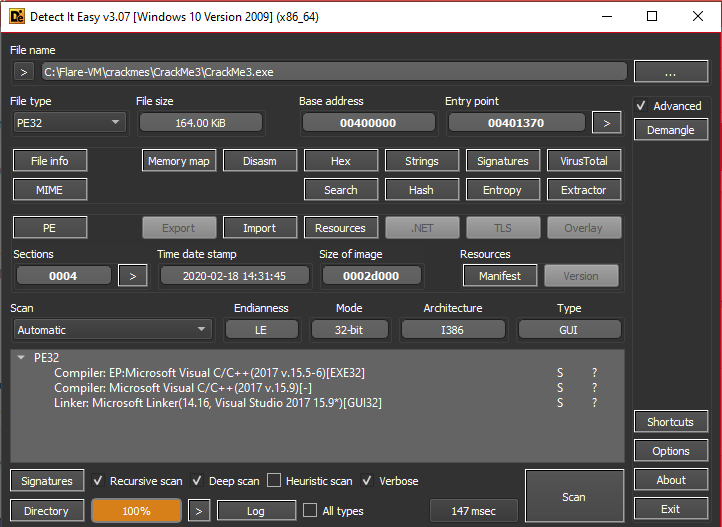 Detect It Easy v3.07 [Windows 10 Version 2009] (x86_64)
File name
> C:\Flare-VM\crackmes\CrackMe3\CrackMe3.exe ...
File type File size Base address Entry point Advanced
PE32 164.00 KiB 00400000 00401370 > Demangle
File info Memory map Disasm Hex Strings Signatures VirusTotal
MIME Search Hash Entropy Extractor
PE Export Import Resources .NET TLS Overlay
Sections Time date stamp Size of image Resources
0004 > 2020-02-18 14:31:45 0002d000 Manifest Version
Scan Endianness Mode Architecture Type
Automatic LE 32-bit I386 GUI
PE32
Compiler: EP:Microsoft Visual C/C++(2017 v.15.5-6)[EXE32] S ?
Compiler: Microsoft Visual C/C++(2017 v.15.9)[-] S ?
Linker: Microsoft Linker(14.16, Visual Studio 2017 15.9*)[GUI32] S ?
Shortcuts
Options
Signatures Recursive scan Deep scan Heuristic scan Verbose Scan About
Directory 100% > Log All types 147 msec Exit